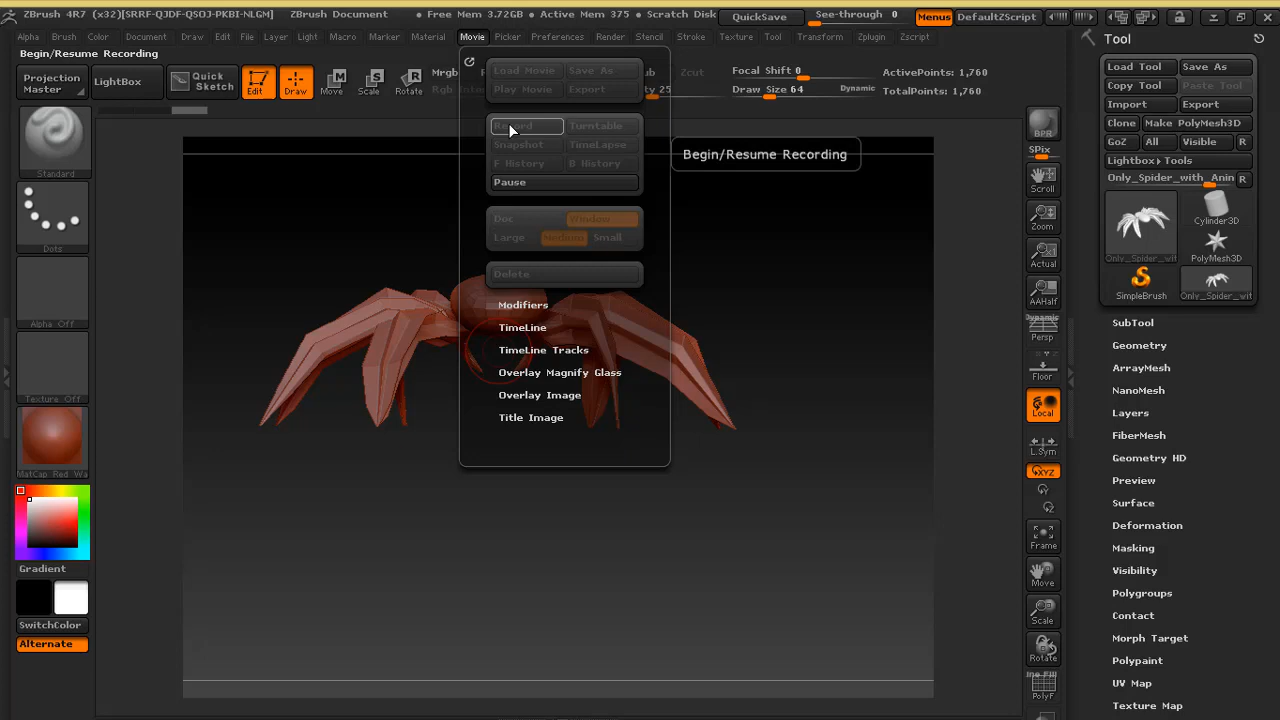 ZBrush 4R7 (x32)[SRRF-QJDF-QSOJ-PKBI-NLGM] ZBrush Document • Free Mem 3.72GB • Active Mem 375 • Scratch Disk QuickSave See-through 0 Menus DefaultZScript
Alpha Brush Color Document Draw Edit File Layer Light Macro Marker Material Movie Picker Preferences Render Stencil Stroke Texture Tool Transform Zplugin Zscript
Begin/Resume Recording
Projection Master
LightBox
Quick Sketch
Edit
Draw
Move
Scale
Rotate
Mrgb
Rgb
Zcut
Focal Shift 0
Draw Size 64
Dynamic
ActivePoints: 1,760
TotalPoints: 1,760
Load Movie Save As
Play Movie Export
Record Turntable
Snapshot TimeLapse
F History B History
Pause
Doc Window
Large Medium Small
Delete
Modifiers
TimeLine
TimeLine Tracks
Overlay Magnify Glass
Overlay Image
Title Image
Begin/Resume Recording
Standard
Dots
Alpha Off
Texture Off
MatCap Red Wa
Gradient
SwitchColor
Alternate
BPR
SPix
Scroll
Zoom
Actual
AAHalf
Dynamic
Persp
Floor
Local
L.Sym
XYZ
Frame
Move
Scale
Rotate
Line Fill
PolyF
Tool
Load Tool Save As
Copy Tool Paste Tool
Import Export
Clone Make PolyMesh3D
GoZ All Visible R
Lightbox▸Tools
Only_Spider_with_Anin R
Only_Spider_wit
Cylinder3D
PolyMesh3D
SimpleBrush
Only_Spider_wit
SubTool
Geometry
ArrayMesh
NanoMesh
Layers
FiberMesh
Geometry HD
Preview
Surface
Deformation
Masking
Visibility
Polygroups
Contact
Morph Target
Polypaint
UV Map
Texture Map